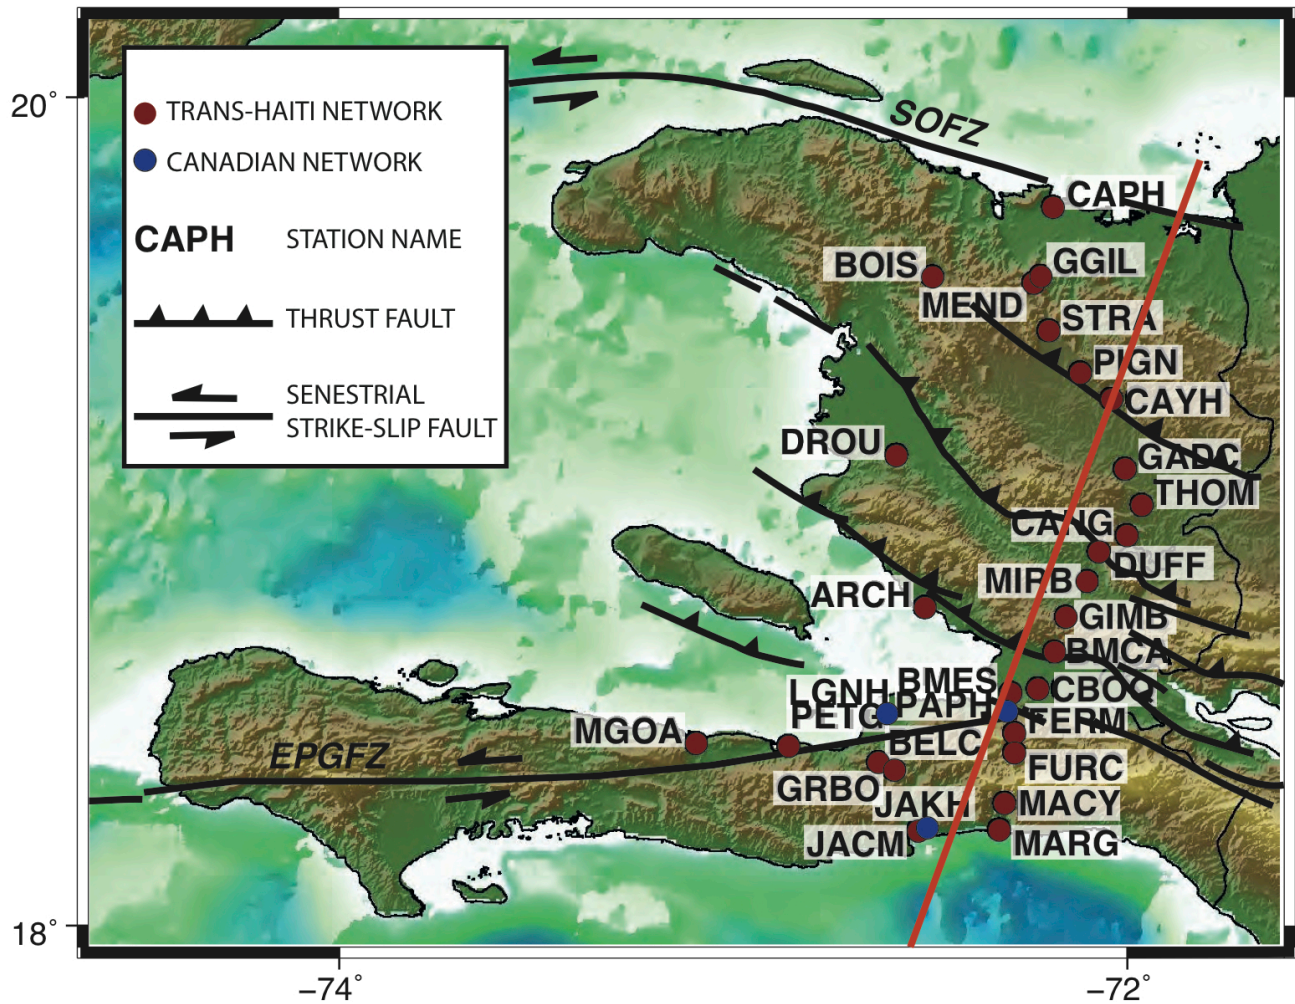 20°
TRANS-HAITI NETWORK
CANADIAN NETWORK
CAPH STATION NAME
THRUST FAULT
SENESTRIAL
STRIKE-SLIP FAULT
SOFZ
CAPH
BOIS
GGIL
MEND
STRA
PIGN
CAYH
DROU
GADC
THOM
CANG
DUFF
MIRB
ARCH
GIMB
BMCA
BMES
CBOQ
LGNH
PAPH
PETG
FERM
MGOA
BELC
EPGFZ
FURC
GRBO
JAKH
MACY
JACM
MARG
18°
-74°
-72°